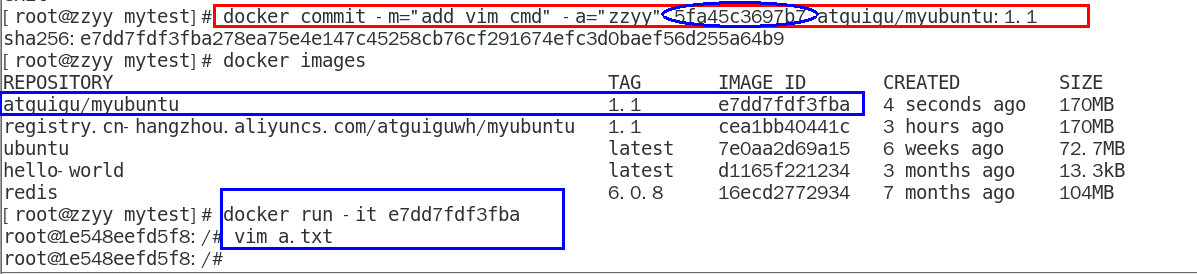 [root@zzyy mytest]# docker commit -m="add vim cmd" -a="zzyy" 5fa45c3697b7 atguigu/myubuntu:1.1
sha256:e7dd7fdf3fba278ea75e4e147c45258cb76cf291674efc3d0baef56d255a64b9
[root@zzyy mytest]# docker images
REPOSITORY TAG IMAGE ID CREATED SIZE
atguigu/myubuntu 1.1 e7dd7fdf3fba 4 seconds ago 170MB
registry.cn-hangzhou.aliyuncs.com/atguiguwh/myubuntu 1.1 cea1bb40441c 3 hours ago 170MB
ubuntu latest 7e0aa2d69a15 6 weeks ago 72.7MB
hello-world latest d1165f221234 3 months ago 13.3kB
redis 6.0.8 16ecd2772934 7 months ago 104MB
[root@zzyy mytest]# docker run -it e7dd7fdf3fba
root@1e548eefd5f8:/# vim a.txt
root@1e548eefd5f8:/#